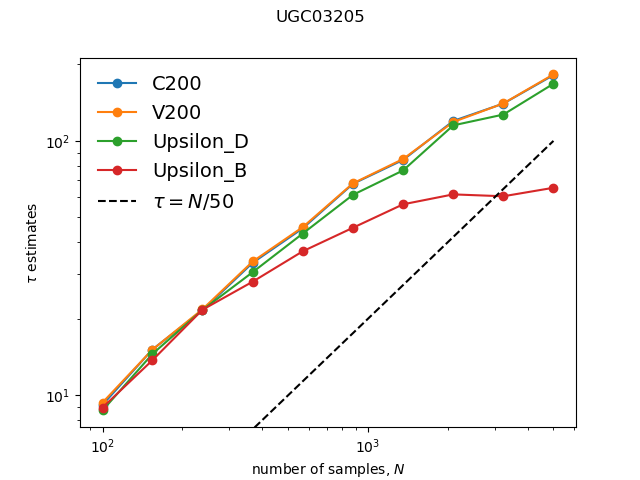 UGC03205
C200
V200
Upsilon_D
Upsilon_B
τ = N/50
10²
10¹
τ estimates
10²
10³
number of samples, N